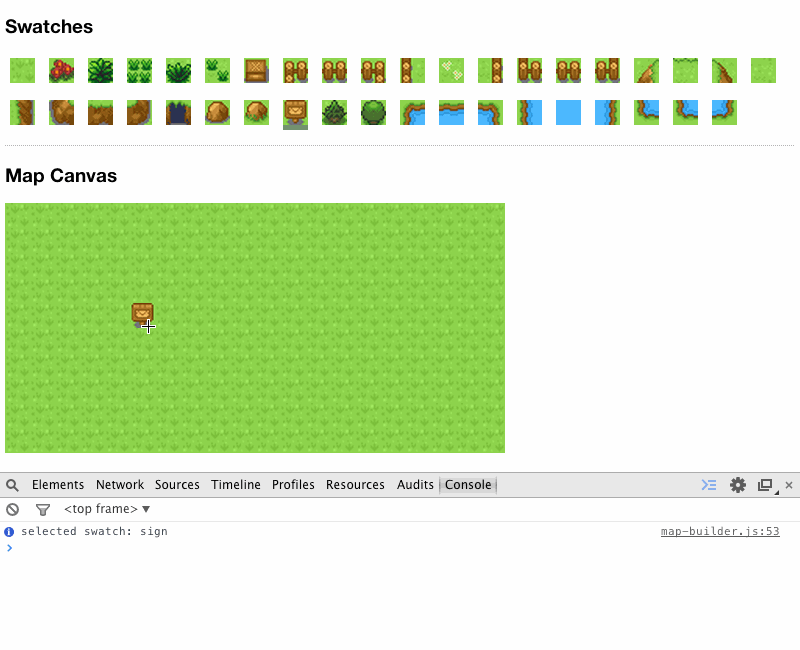 Swatches
Map Canvas
Elements Network Sources Timeline Profiles Resources Audits Console
<top frame>
selected swatch: sign map-builder.js:53